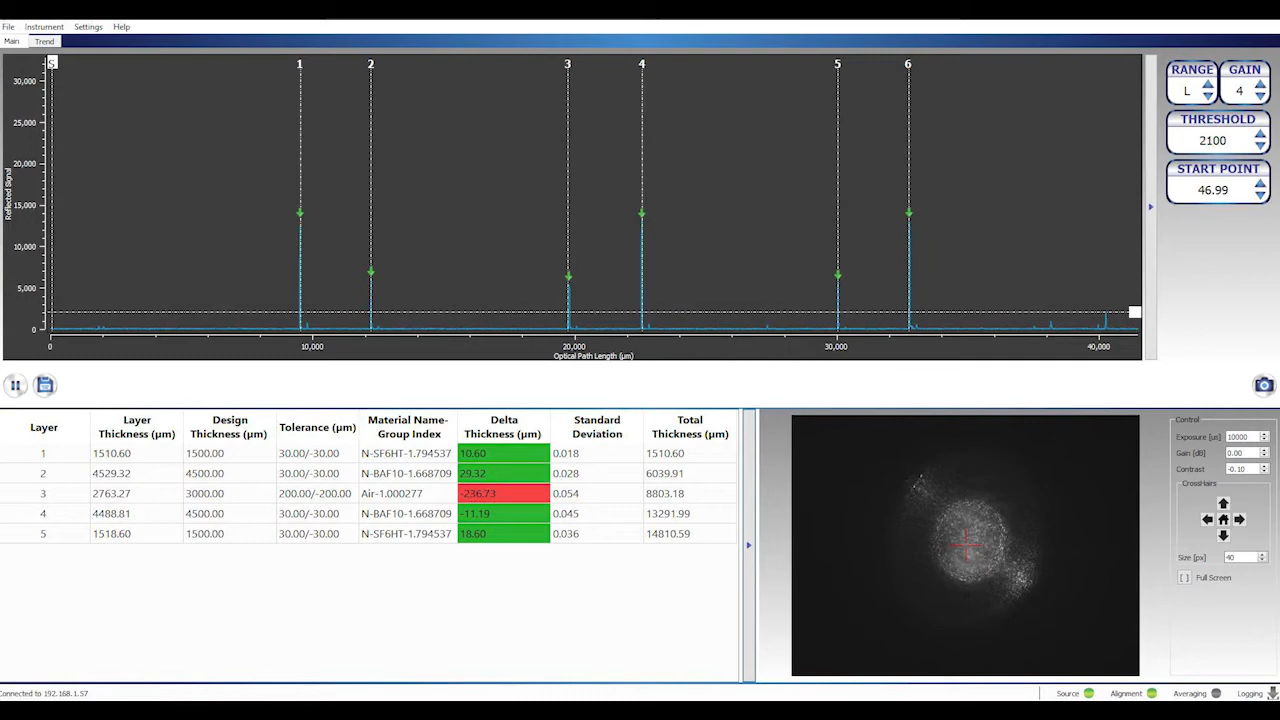 File Instrument Settings Help
Main Trend
S 1 2 3 4 5 6
30,000
25,000
20,000
15,000
10,000
5,000
0
Reflected Signal
0 10,000 20,000 30,000 40,000
Optical Path Length (µm)
RANGE GAIN
L 4
THRESHOLD
2100
START POINT
46.99
Layer Layer Thickness (µm) Design Thickness (µm) Tolerance (µm) Material Name-Group Index Delta Thickness (µm) Standard Deviation Total Thickness (µm)
1 1510.60 1500.00 30.00/-30.00 N-SF6HT-1.794537 10.60 0.018 1510.60
2 4529.32 4500.00 30.00/-30.00 N-BAF10-1.668709 29.32 0.028 6039.91
3 2763.27 3000.00 200.00/-200.00 Air-1.000277 -236.73 0.054 8803.18
4 4488.81 4500.00 30.00/-30.00 N-BAF10-1.668709 -11.19 0.045 13291.99
5 1518.60 1500.00 30.00/-30.00 N-SF6HT-1.794537 18.60 0.036 14810.59
Control
Exposure [us] 10000
Gain [dB] 0.00
Contrast -0.10
CrossHairs
Size [px] 40
[ ] Full Screen
Connected to 192.168.1.57
Source Alignment Averaging Logging